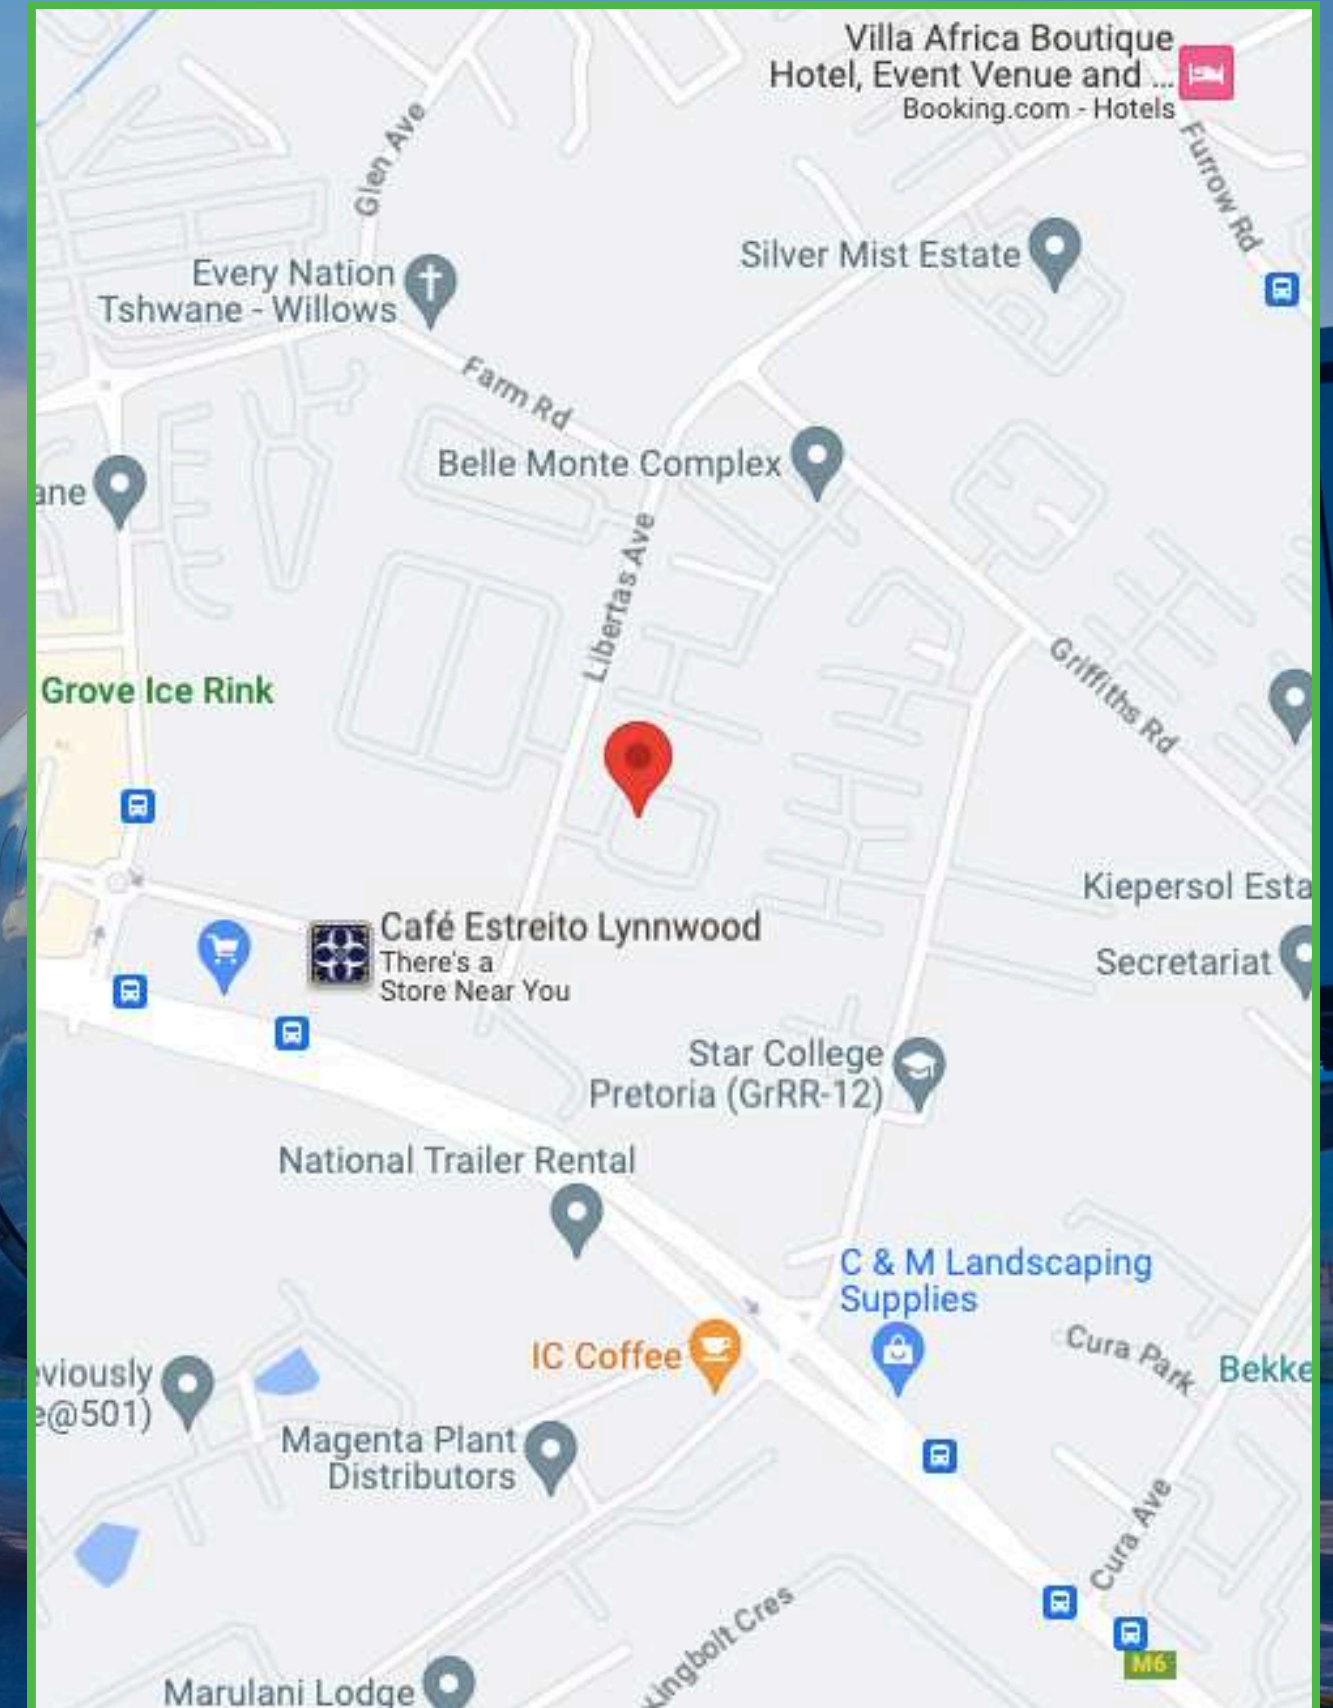 Villa Africa Boutique
Hotel, Event Venue and ...
Booking.com - Hotels
Glen Ave
Furrow Rd
Silver Mist Estate
Every Nation
Tshwane - Willows
Farm Rd
Belle Monte Complex
ane
Libertas Ave
Griffiths Rd
Grove Ice Rink
Kiepersol Esta
Café Estreito Lynnwood
There's a
Store Near You
Secretariat
Star College
Pretoria (GrRR-12)
National Trailer Rental
C & M Landscaping
Supplies
IC Coffee
Cura Park
Bekke
eviously
e@501)
Magenta Plant
Distributors
Cura Ave
Kingbolt Cres
M6
Marulani Lodge